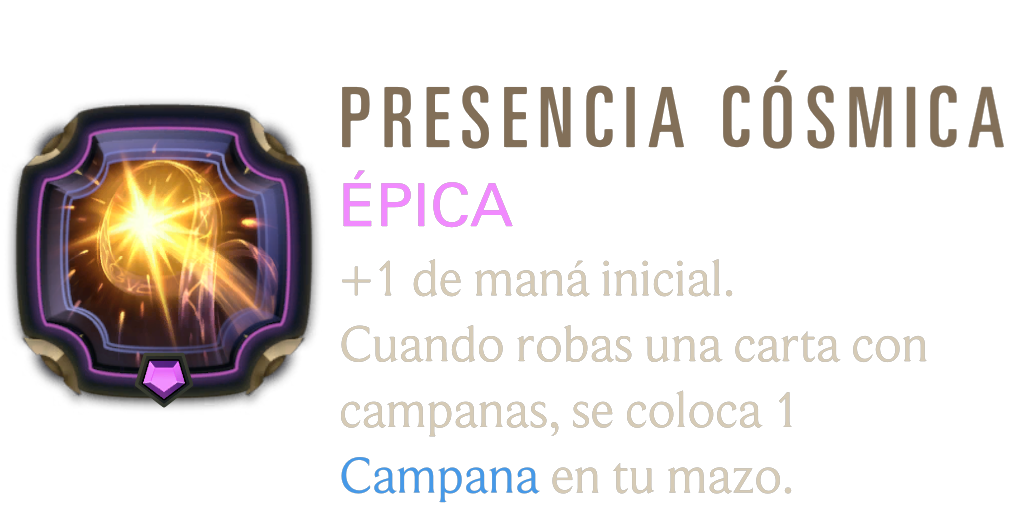 PRESENCIA CÓSMICA
ÉPICA
+1 de maná inicial.
Cuando robas una carta con
campanas, se coloca 1
Campana en tu mazo.